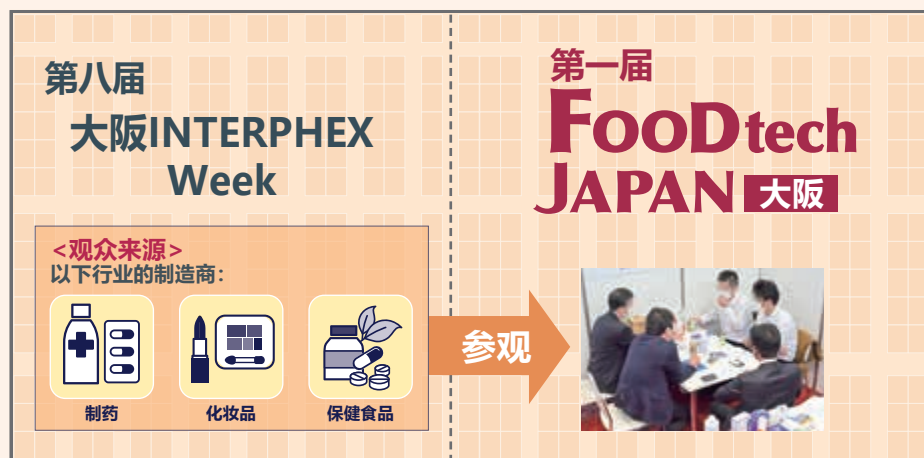 第八届
大阪INTERPHEX
Week
<观众来源>
以下行业的制造商：
制药
化妆品
保健食品
参观
第一届
FOODtech
JAPAN 大阪